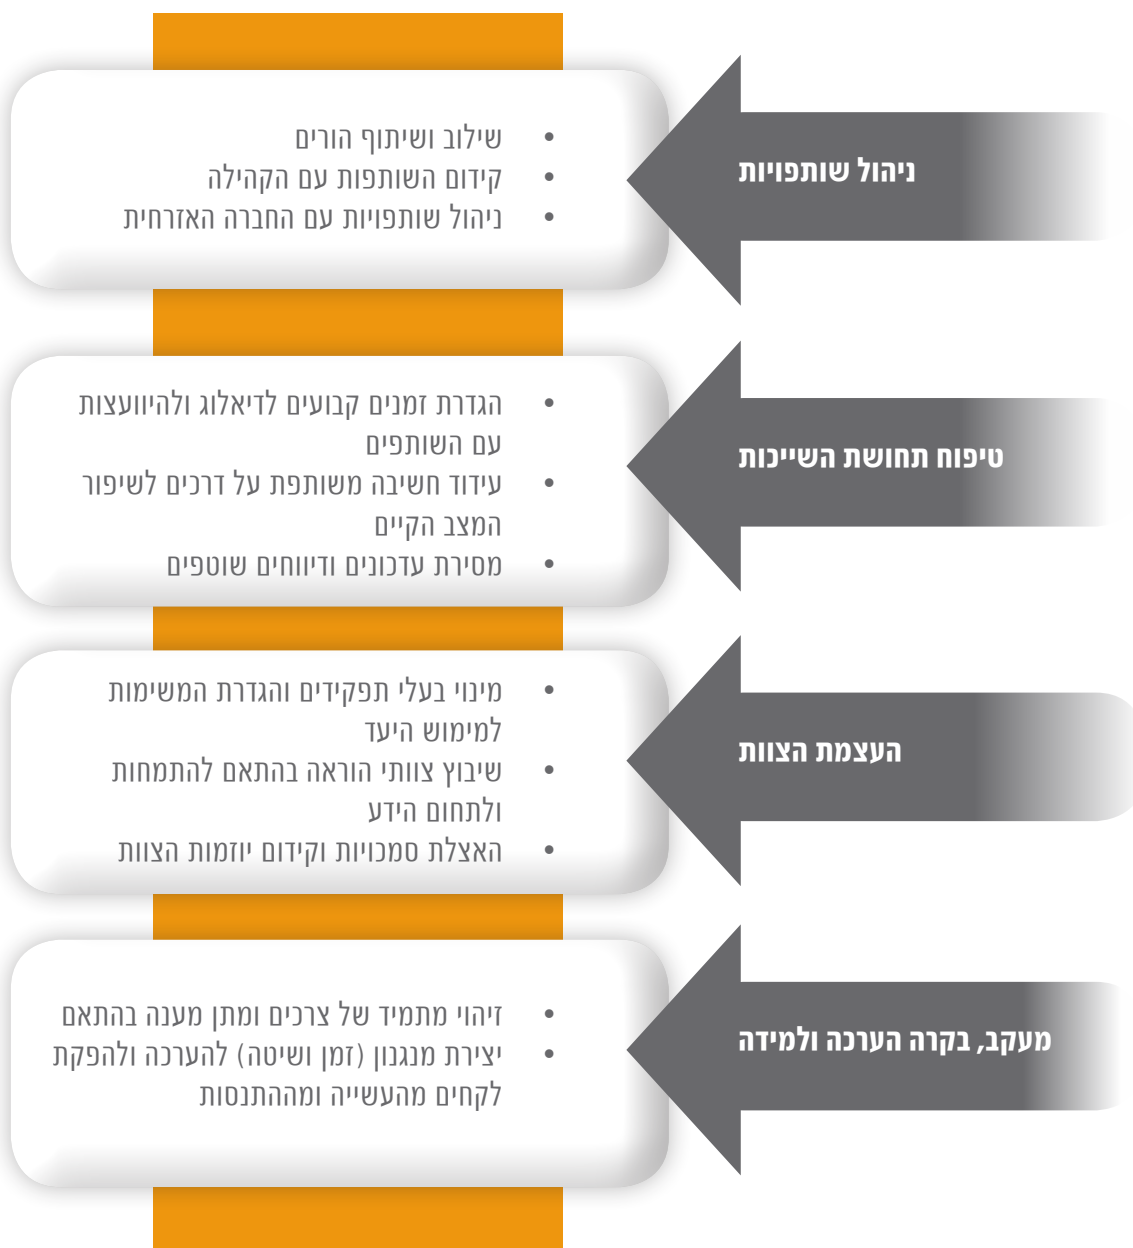 ניהול שותפויות
• שילוב ושיתוף הורים
• קידום השותפות עם הקהילה
• ניהול שותפויות עם החברה האזרחית
טיפוח תחושת השייכות
• הגדרת זמנים קבועים לדיאלוג ולהיוועצות
עם השותפים
• עידוד חשיבה משותפת על דרכים לשיפור
המצב הקיים
• מסירת עדכונים ודיווחים שוטפים
העצמת הצוות
• מינוי בעלי תפקידים והגדרת המשימות
למימוש היעד
• שיבוץ צוותי הוראה בהתאם להתמחות
ולתחום הידע
• האצלת סמכויות וקידום יוזמות הצוות
מעקב, בקרה הערכה ולמידה
• זיהוי מתמיד של צרכים ומתן מענה בהתאם
• יצירת מנגנון (זמן ושיטה) להערכה ולהפקת
לקחים מהעשייה ומההתנסות